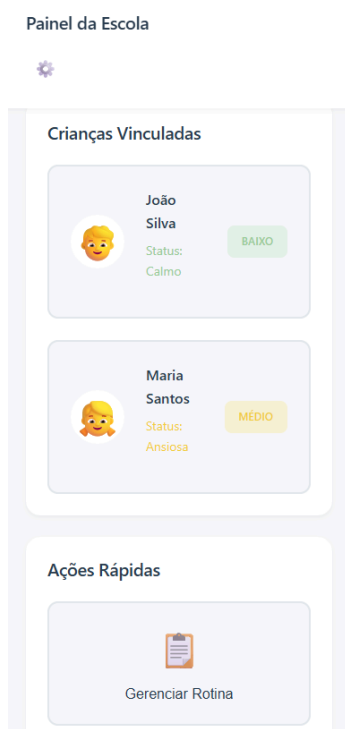 Painel da Escola
Crianças Vinculadas
João
Silva
Status:
Calmo
BAIXO
Maria
Santos
Status:
Ansiosa
MÉDIO
Ações Rápidas
Gerenciar Rotina